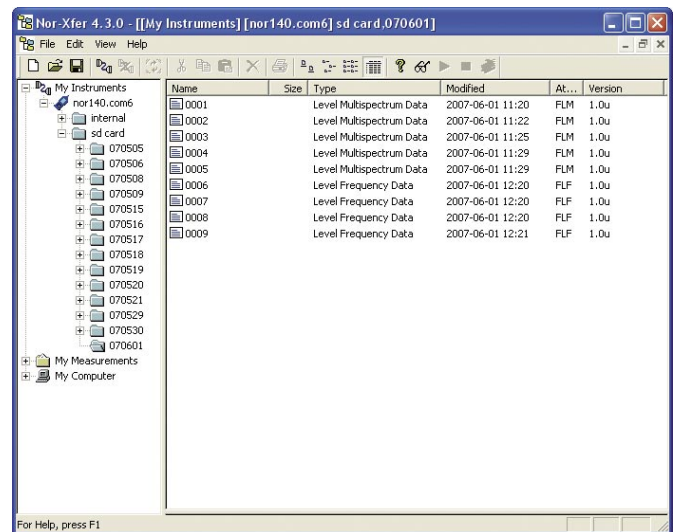 Nor-Xfer 4.3.0 - [[My Instruments] [nor140.com6] sd card,070601]
File Edit View Help
My Instruments
nor140.com6
internal
sd card
070505
070506
070508
070509
070515
070516
070517
070518
070519
070520
070521
070529
070530
070601
My Measurements
My Computer
Name Size Type Modified At... Version
0001 Level Multispectrum Data 2007-06-01 11:20 FLM 1.0u
0002 Level Multispectrum Data 2007-06-01 11:22 FLM 1.0u
0003 Level Multispectrum Data 2007-06-01 11:25 FLM 1.0u
0004 Level Multispectrum Data 2007-06-01 11:29 FLM 1.0u
0005 Level Multispectrum Data 2007-06-01 11:29 FLM 1.0u
0006 Level Frequency Data 2007-06-01 12:20 FLF 1.0u
0007 Level Frequency Data 2007-06-01 12:20 FLF 1.0u
0008 Level Frequency Data 2007-06-01 12:20 FLF 1.0u
0009 Level Frequency Data 2007-06-01 12:21 FLF 1.0u
For Help, press F1